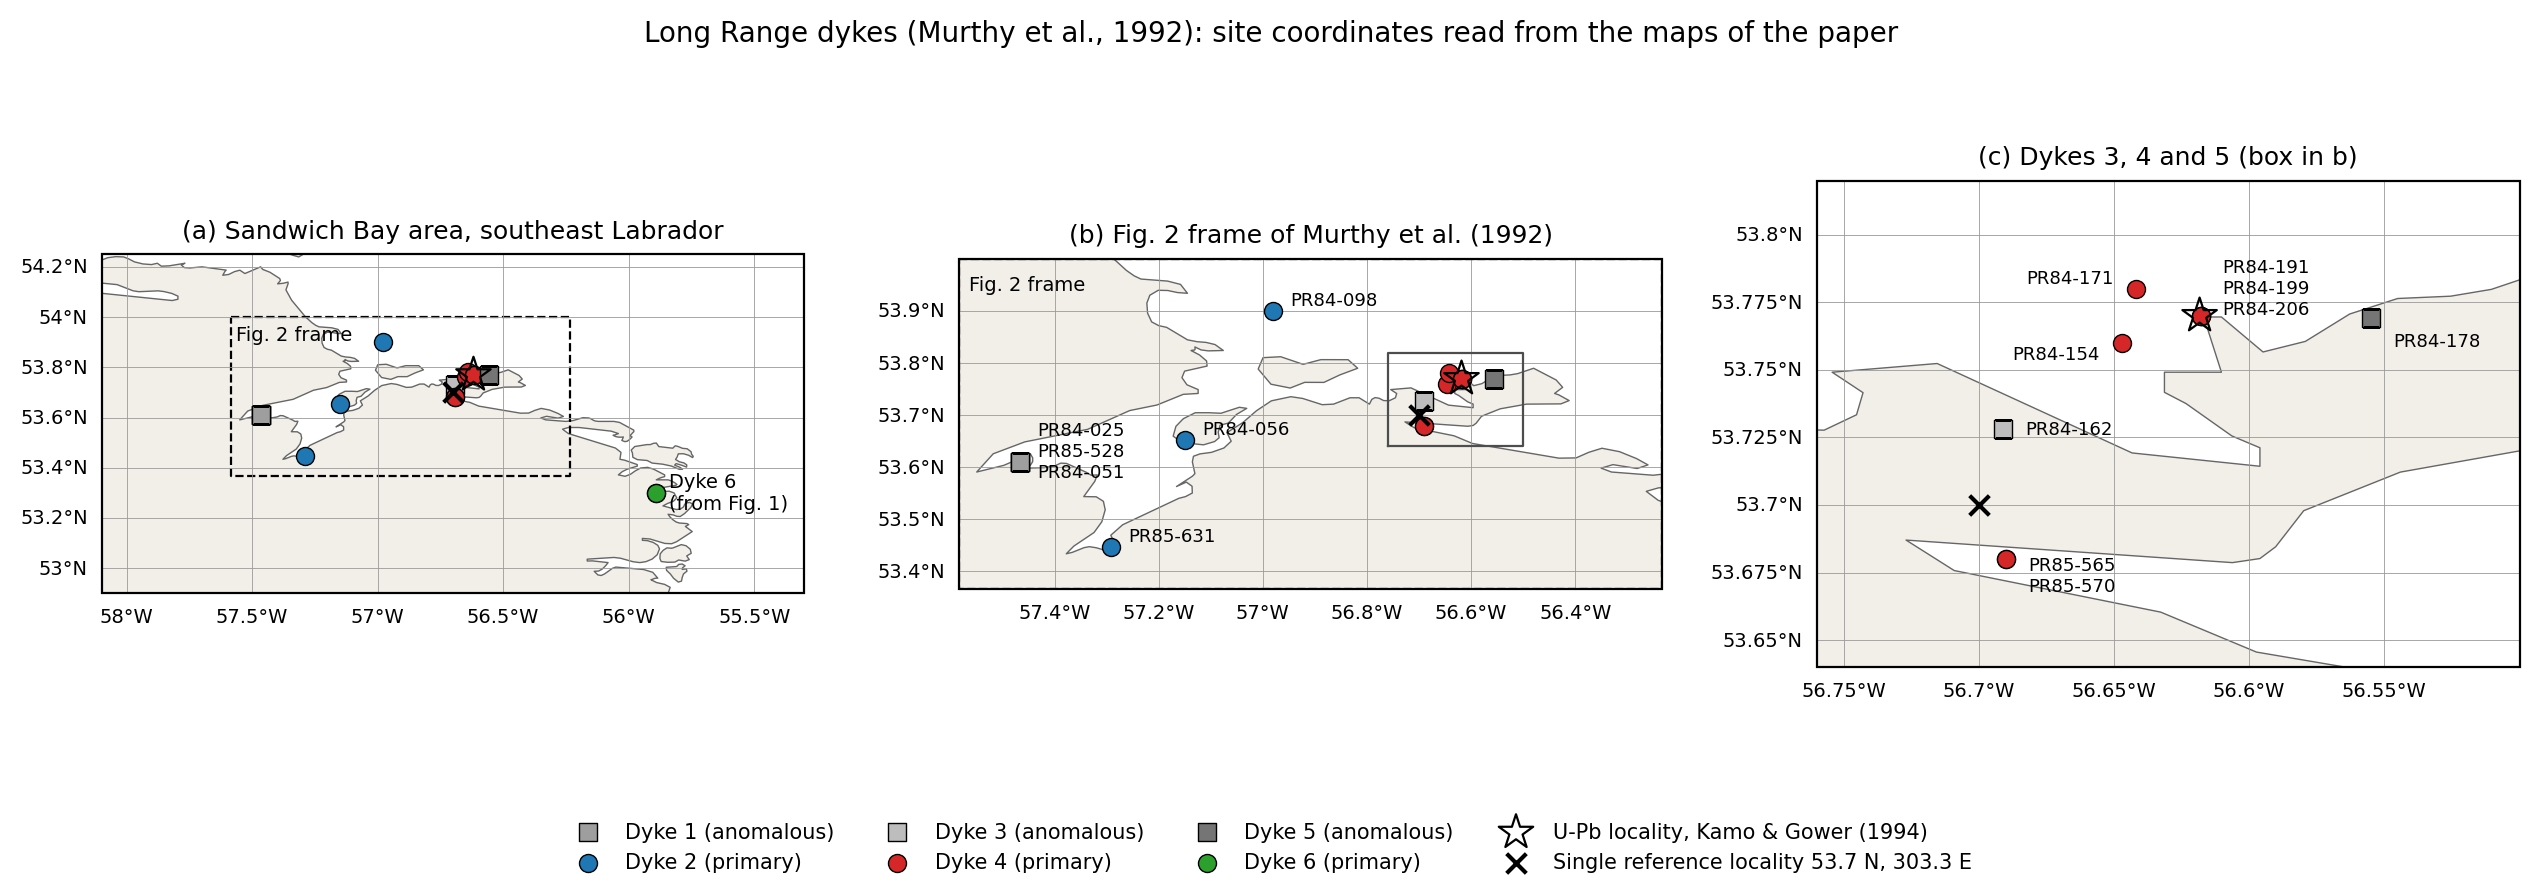 Long Range dykes (Murthy et al., 1992): site coordinates read from the maps of the paper
(a) Sandwich Bay area, southeast Labrador
54.2°N
54°N
53.8°N
53.6°N
53.4°N
53.2°N
53°N
58°W
57.5°W
57°W
56.5°W
56°W
55.5°W
Fig. 2 frame
Dyke 6
(from Fig. 1)
(b) Fig. 2 frame of Murthy et al. (1992)
53.9°N
53.8°N
53.7°N
53.6°N
53.5°N
53.4°N
57.4°W
57.2°W
57°W
56.8°W
56.6°W
56.4°W
Fig. 2 frame
PR84-098
PR84-025
PR85-528
PR84-051
PR84-056
PR85-631
(c) Dykes 3, 4 and 5 (box in b)
53.8°N
53.775°N
53.75°N
53.725°N
53.7°N
53.675°N
53.65°N
56.75°W
56.7°W
56.65°W
56.6°W
56.55°W
PR84-171
PR84-191
PR84-199
PR84-206
PR84-154
PR84-178
PR84-162
PR85-565
PR85-570
Dyke 1 (anomalous)
Dyke 2 (primary)
Dyke 3 (anomalous)
Dyke 4 (primary)
Dyke 5 (anomalous)
Dyke 6 (primary)
U-Pb locality, Kamo & Gower (1994)
Single reference locality 53.7 N, 303.3 E